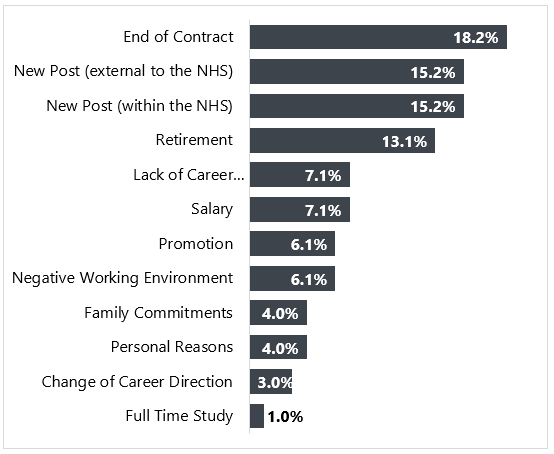 End of Contract 18.2%
New Post (external to the NHS) 15.2%
New Post (within the NHS) 15.2%
Retirement 13.1%
Lack of Career... 7.1%
Salary 7.1%
Promotion 6.1%
Negative Working Environment 6.1%
Family Commitments 4.0%
Personal Reasons 4.0%
Change of Career Direction 3.0%
Full Time Study 1.0%